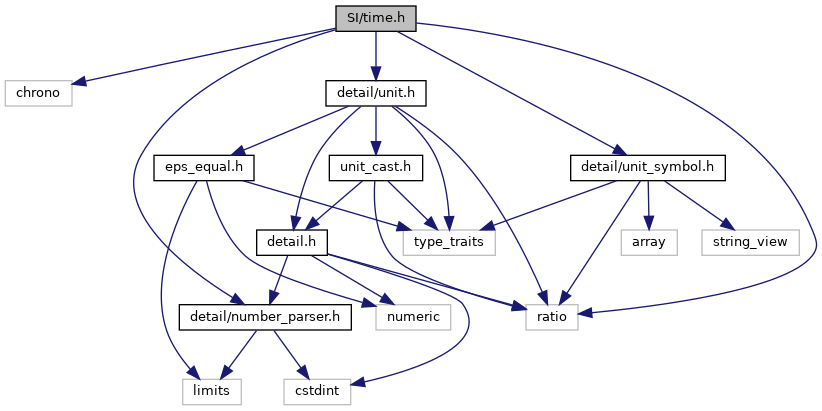 SI/time.h
chrono
detail/unit.h
eps_equal.h
unit_cast.h
detail/unit_symbol.h
detail.h
type_traits
array
string_view
detail/number_parser.h
numeric
ratio
limits
cstdint